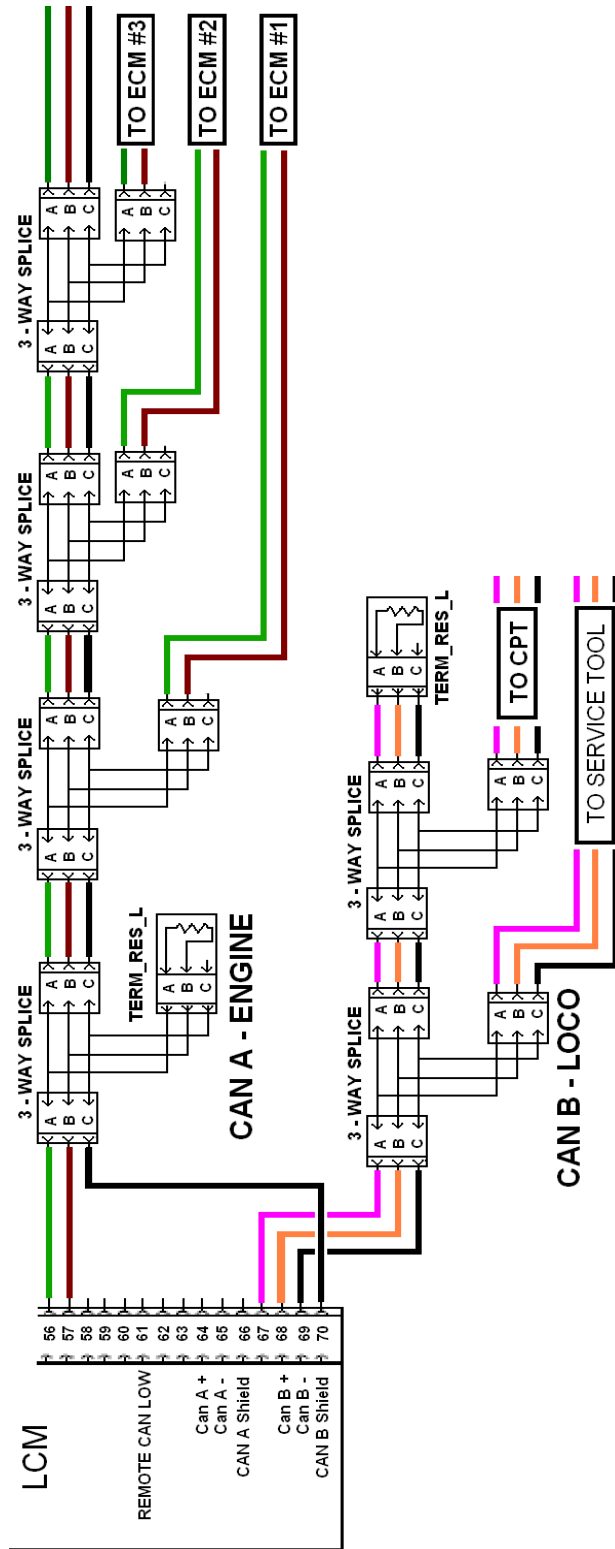 LCM
REMOTE CAN LOW
Can A +
Can A -
CAN A Shield
Can B +
Can B -
CAN B Shield
56
57
58
59
60
61
62
63
64
65
66
67
68
69
70
3 - WAY SPLICE
A
B
C
A
B
C
TERM_RES_L
A
B
C
CAN A - ENGINE
3 - WAY SPLICE
A
B
C
A
B
C
A
B
C
TO ECM #1
3 - WAY SPLICE
A
B
C
A
B
C
A
B
C
TO ECM #2
3 - WAY SPLICE
A
B
C
A
B
C
A
B
C
TO ECM #3
3 - WAY SPLICE
A
B
C
A
B
C
A
B
C
CAN B - LOCO
TO SERVICE TOOL
3 - WAY SPLICE
A
B
C
A
B
C
A
B
C
TO CPT
A
B
C
TERM_RES_L